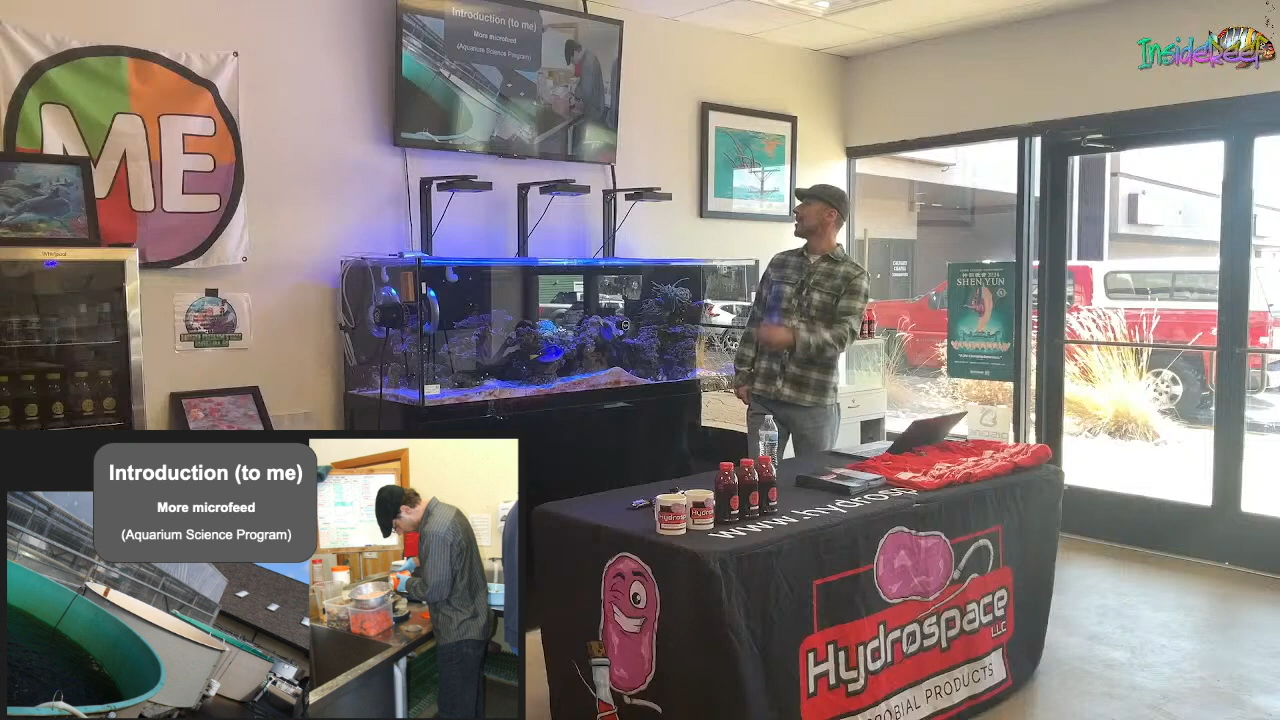 Introduction (to me)
More microfeed
(Aquarium Science Program)
InsideReef
ME
Whirlpool
SHEN YUN
Introduction (to me)
More microfeed
(Aquarium Science Program)
www.hydrosp
Hydrospace
LLC
OBIAL PRODUCTS